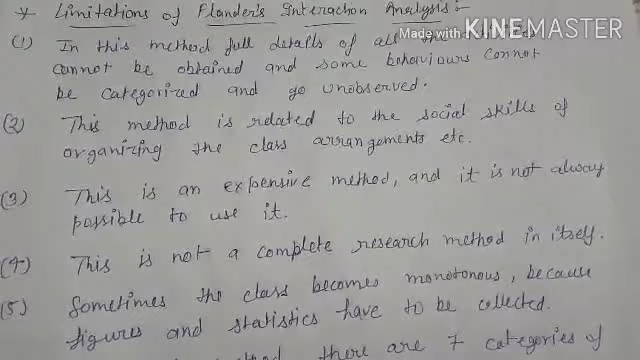 * Limitations of Flander's Interaction Analysis:-
Made with KINEMASTER
(1) In this method full details of all
cannot be obtained and some behaviours connot
be categorized and go unobserved.
(2) This method is related to the social skills of
organizing the class arrangements etc.
(3) This is an expensive method, and it is not alway
possible to use it.
(4) This is not a complete research method in itself.
(5) Sometimes the class becomes monotonous, because
figures and statistics have to be collected.
method, there are 7 categories of